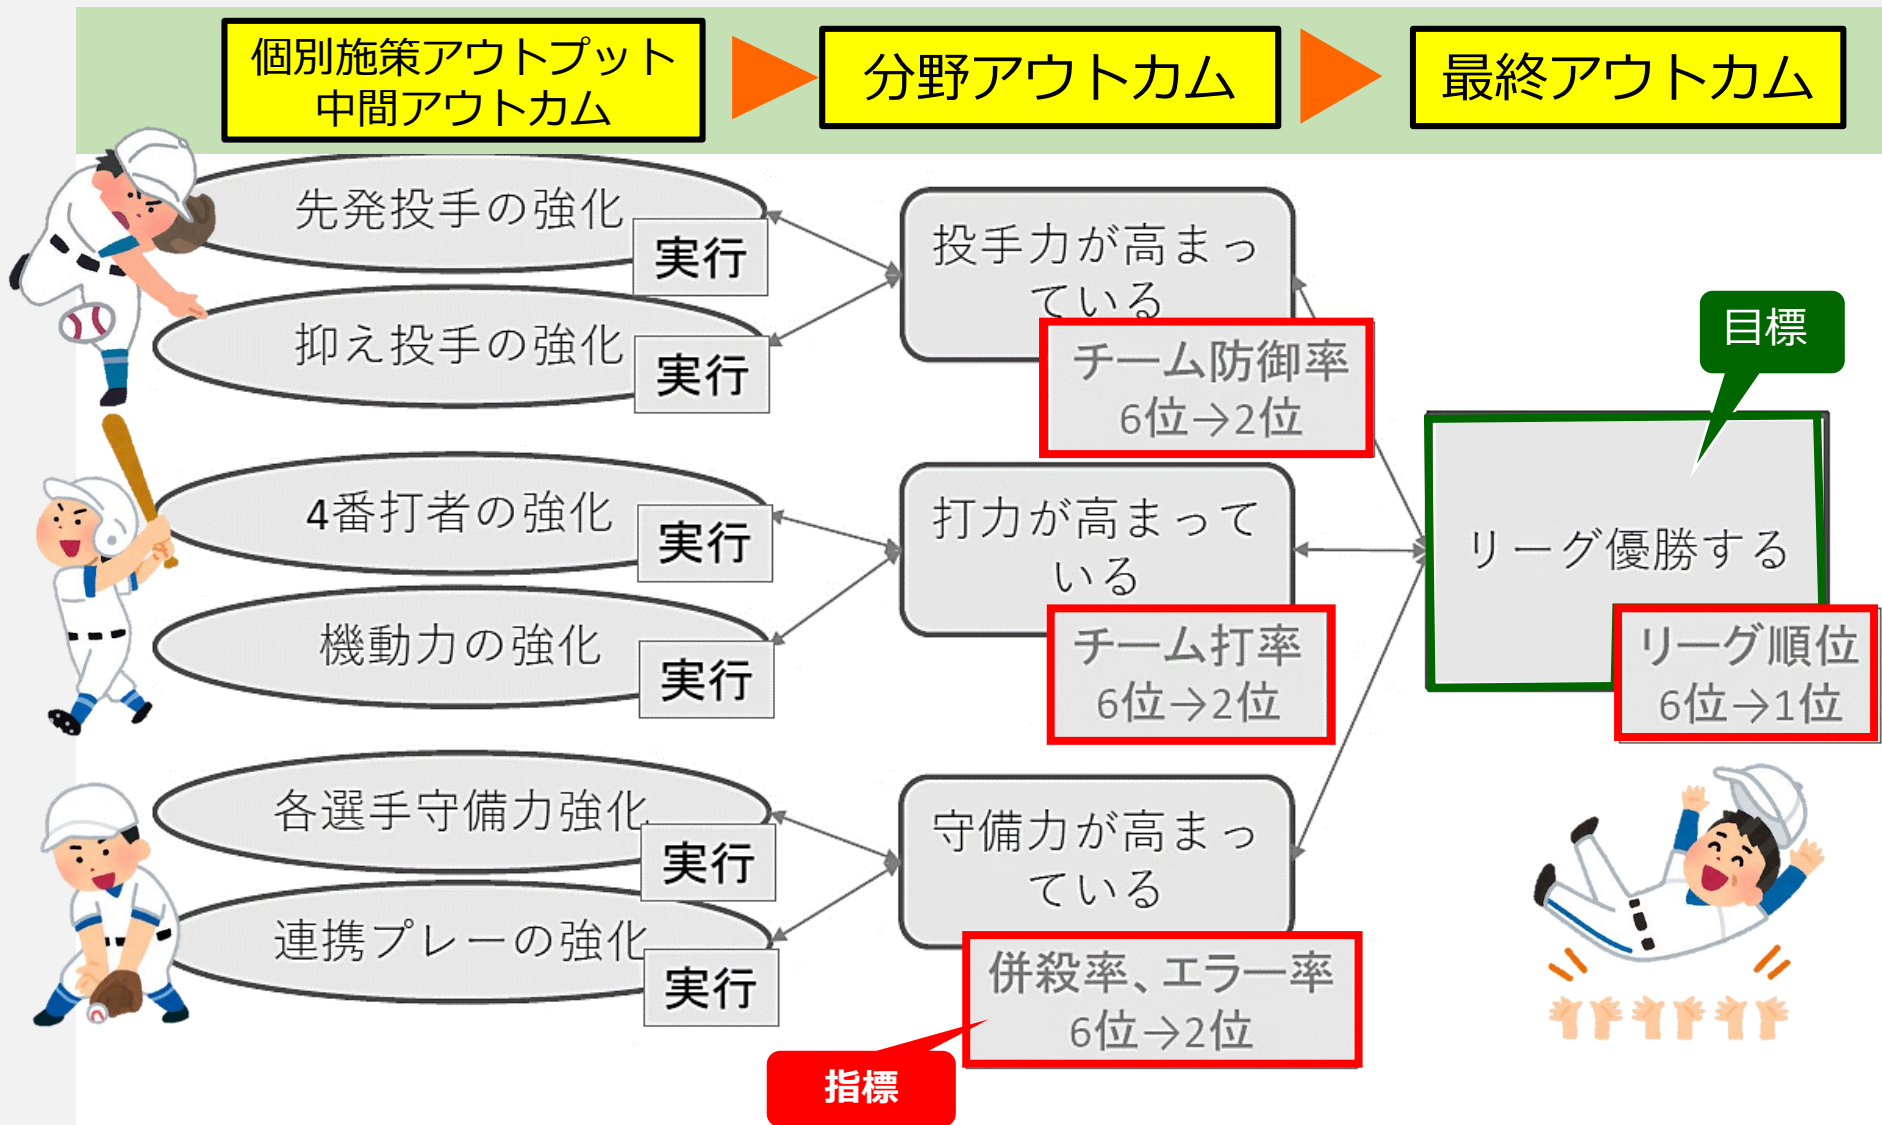 個別施策アウトプット
中間アウトカム
分野アウトカム
最終アウトカム
先発投手の強化
実行
抑え投手の強化
実行
投手力が高まっ
ている
チーム防御率
6位→2位
4番打者の強化
実行
機動力の強化
実行
打力が高まって
いる
チーム打率
6位→2位
各選手守備力強化
実行
連携プレーの強化
実行
守備力が高まっ
ている
併殺率、エラー率
6位→2位
指標
目標
リーグ優勝する
リーグ順位
6位→1位